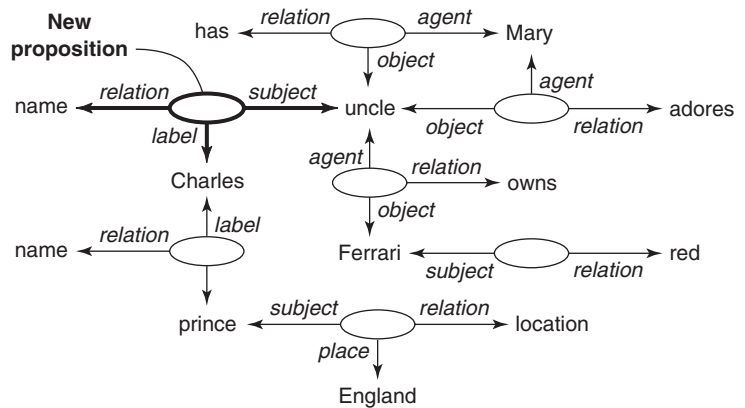 New
proposition
has relation agent Mary
object
agent
name relation subject uncle adores
label object relation
Charles
agent relation owns
object
label
name relation Ferrari red
subject relation
prince subject relation location
place
England